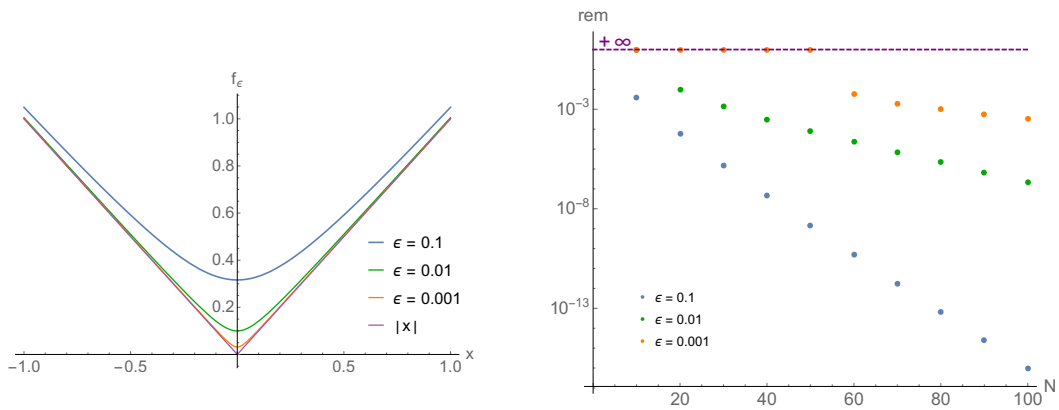 f_ϵ
1.0
0.8
0.6
0.4
0.2
-1.0
-0.5
0.5
1.0
x
ϵ = 0.1
ϵ = 0.01
ϵ = 0.001
|x|
rem
+ ∞
10^-3
10^-8
10^-13
ϵ = 0.1
ϵ = 0.01
ϵ = 0.001
20
40
60
80
100
N